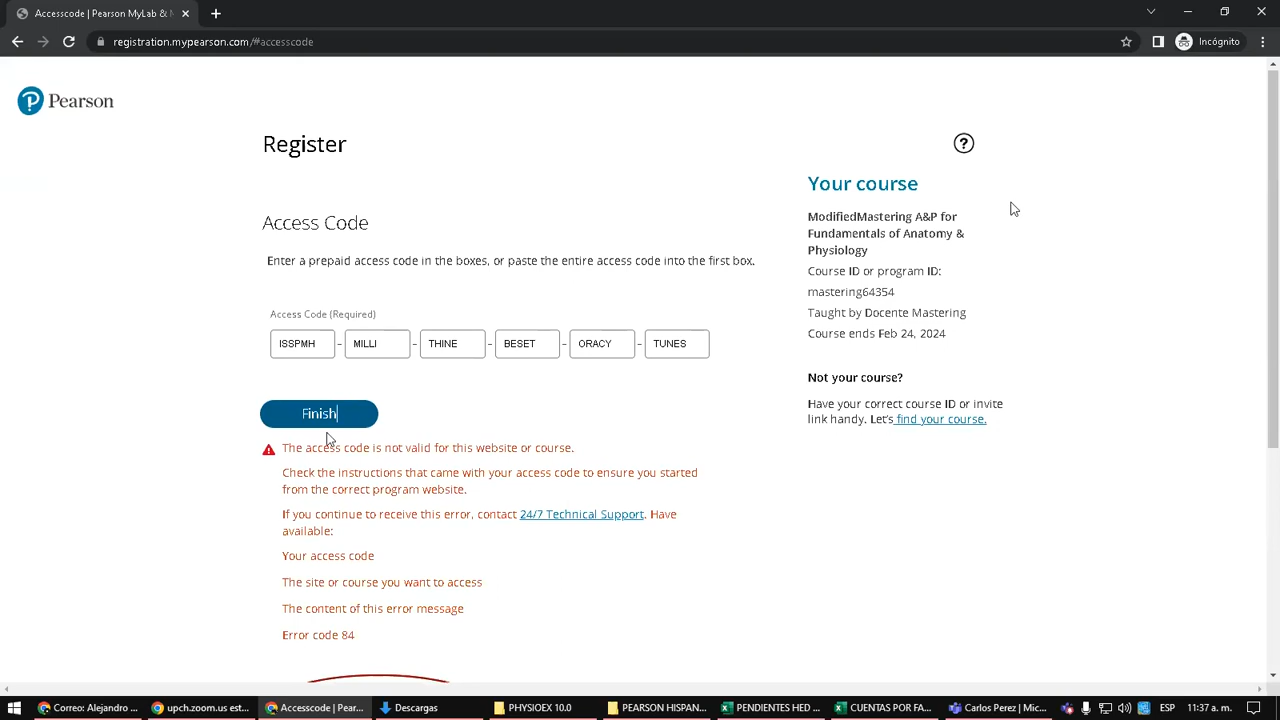 Accesscode | Pearson MyLab & M
registration.mypearson.com/#accesscode
Incógnito
Pearson
Register
?
Your course
ModifiedMastering A&P for
Fundamentals of Anatomy &
Physiology
Course ID or program ID:
mastering64354
Taught by Docente Mastering
Course ends Feb 24, 2024
Not your course?
Have your correct course ID or invite
link handy. Let's find your course.
Access Code
Enter a prepaid access code in the boxes, or paste the entire access code into the first box.
Access Code (Required)
ISSPMH - MILLI - THINE - BESET - ORACY - TUNES
Finish
The access code is not valid for this website or course.
Check the instructions that came with your access code to ensure you started
from the correct program website.
If you continue to receive this error, contact 24/7 Technical Support. Have
available:
Your access code
The site or course you want to access
The content of this error message
Error code 84
Correo: Alejandro ...
upch.zoom.us est...
Accesscode | Pear...
Descargas
PHYSIOEX 10.0
PEARSON HISPAN...
PENDIENTES HED ...
CUENTAS POR FA...
Carlos Perez | Mic...
ESP
11:37 a. m.